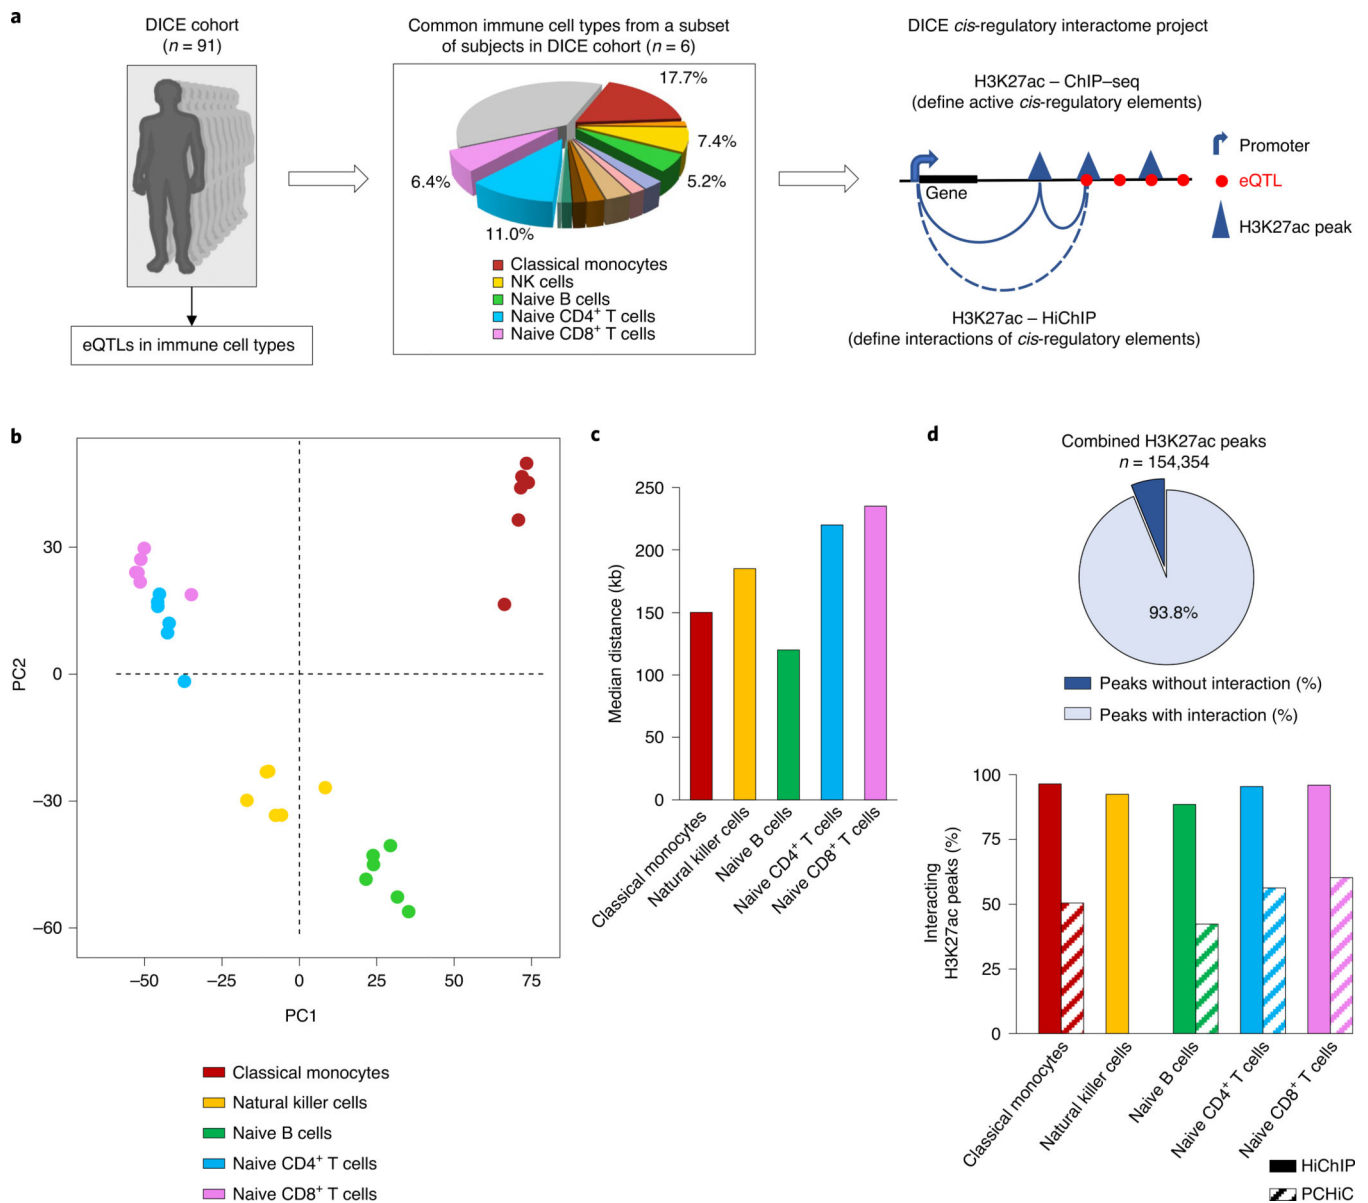 a
DICE cohort
(n = 91)
eQTLs in immune cell types
Common immune cell types from a subset
of subjects in DICE cohort (n = 6)
17.7%
7.4%
5.2%
6.4%
11.0%
Classical monocytes
NK cells
Naive B cells
Naive CD4+ T cells
Naive CD8+ T cells
DICE cis-regulatory interactome project
H3K27ac – ChIP–seq
(define active cis-regulatory elements)
Gene
Promoter
eQTL
H3K27ac peak
H3K27ac – HiChIP
(define interactions of cis-regulatory elements)
b
PC2
30
0
–30
–60
–50
–25
0
25
50
75
PC1
Classical monocytes
Natural killer cells
Naive B cells
Naive CD4+ T cells
Naive CD8+ T cells
c
Median distance (kb)
250
200
150
100
50
0
Classical monocytes
Natural killer cells
Naive B cells
Naive CD4+ T cells
Naive CD8+ T cells
d
Combined H3K27ac peaks
n = 154,354
93.8%
Peaks without interaction (%)
Peaks with interaction (%)
Interacting
H3K27ac peaks (%)
100
75
50
25
0
Classical monocytes
Natural killer cells
Naive B cells
Naive CD4+ T cells
Naive CD8+ T cells
HiChIP
PCHiC